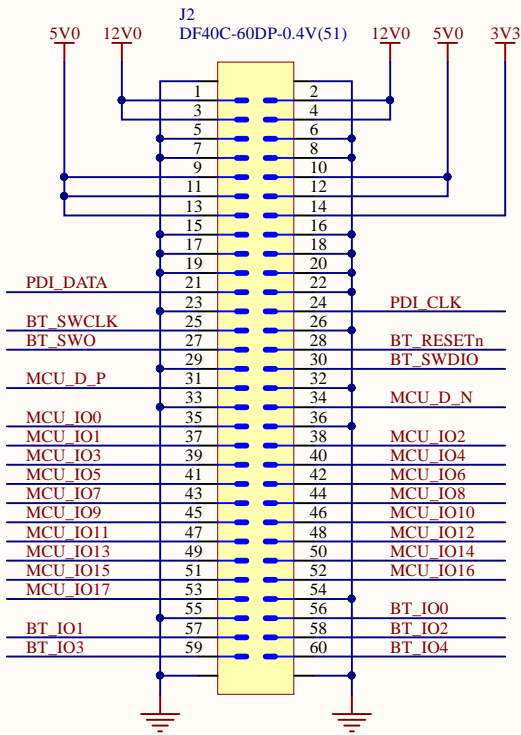 J2
DF40C-60DP-0.4V(51)
5V0 12V0 12V0 5V0 3V3
1 2
3 4
5 6
7 8
9 10
11 12
13 14
15 16
17 18
19 20
PDI_DATA 21 22
23 24 PDI_CLK
BT_SWCLK 25 26
BT_SWO 27 28 BT_RESETn
29 30 BT_SWDIO
MCU_D_P 31 32
33 34 MCU_D_N
MCU_IO0 35 36
MCU_IO1 37 38 MCU_IO2
MCU_IO3 39 40 MCU_IO4
MCU_IO5 41 42 MCU_IO6
MCU_IO7 43 44 MCU_IO8
MCU_IO9 45 46 MCU_IO10
MCU_IO11 47 48 MCU_IO12
MCU_IO13 49 50 MCU_IO14
MCU_IO15 51 52 MCU_IO16
MCU_IO17 53 54
55 56 BT_IO0
BT_IO1 57 58 BT_IO2
BT_IO3 59 60 BT_IO4